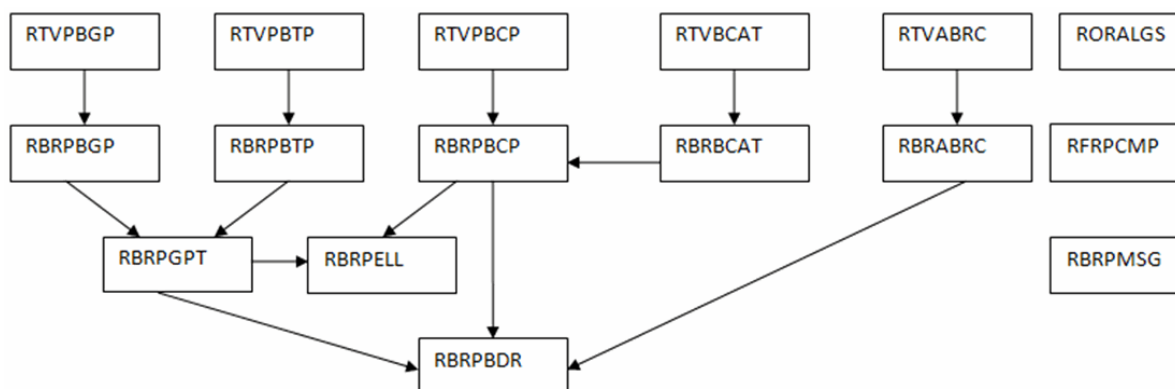 RTVPBGP
RTVPBTP
RTVPBCP
RTVBCAT
RTVABRC
RORALGS
RBRPBGP
RBRPBTP
RBRPBCP
RBRBCAT
RBRABRC
RFRPCMP
RBRPGPT
RBRPELL
RBRPMSG
RBRPBDR